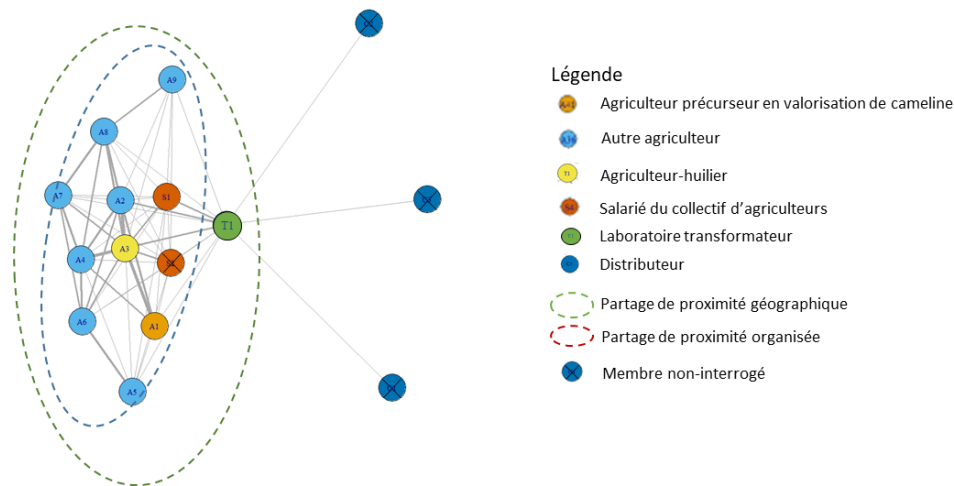 A9
A8
A7
A2
S1
T1
A3
A4
A6
A1
A5
Légende
Agriculteur précurseur en valorisation de cameline
Autre agriculteur
T1
Agriculteur-huilier
Salarié du collectif d’agriculteurs
Laboratoire transformateur
Distributeur
Partage de proximité géographique
Partage de proximité organisée
Membre non-interrogé